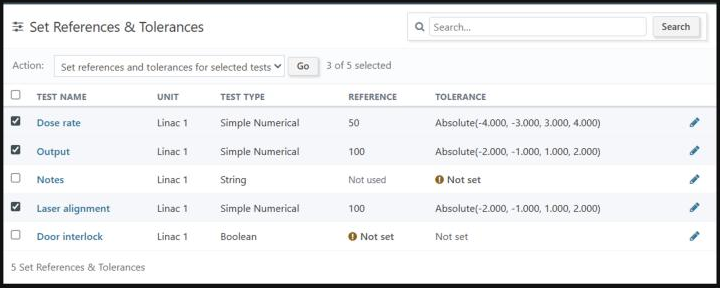 Set References & Tolerances
Search...
Search
Action: Set references and tolerances for selected tests Go 3 of 5 selected
TEST NAME UNIT TEST TYPE REFERENCE TOLERANCE
Dose rate Linac 1 Simple Numerical 50 Absolute(-4.000, -3.000, 3.000, 4.000)
Output Linac 1 Simple Numerical 100 Absolute(-2.000, -1.000, 1.000, 2.000)
Notes Linac 1 String Not used Not set
Laser alignment Linac 1 Simple Numerical 100 Absolute(-2.000, -1.000, 1.000, 2.000)
Door interlock Linac 1 Boolean Not set Not set
5 Set References & Tolerances